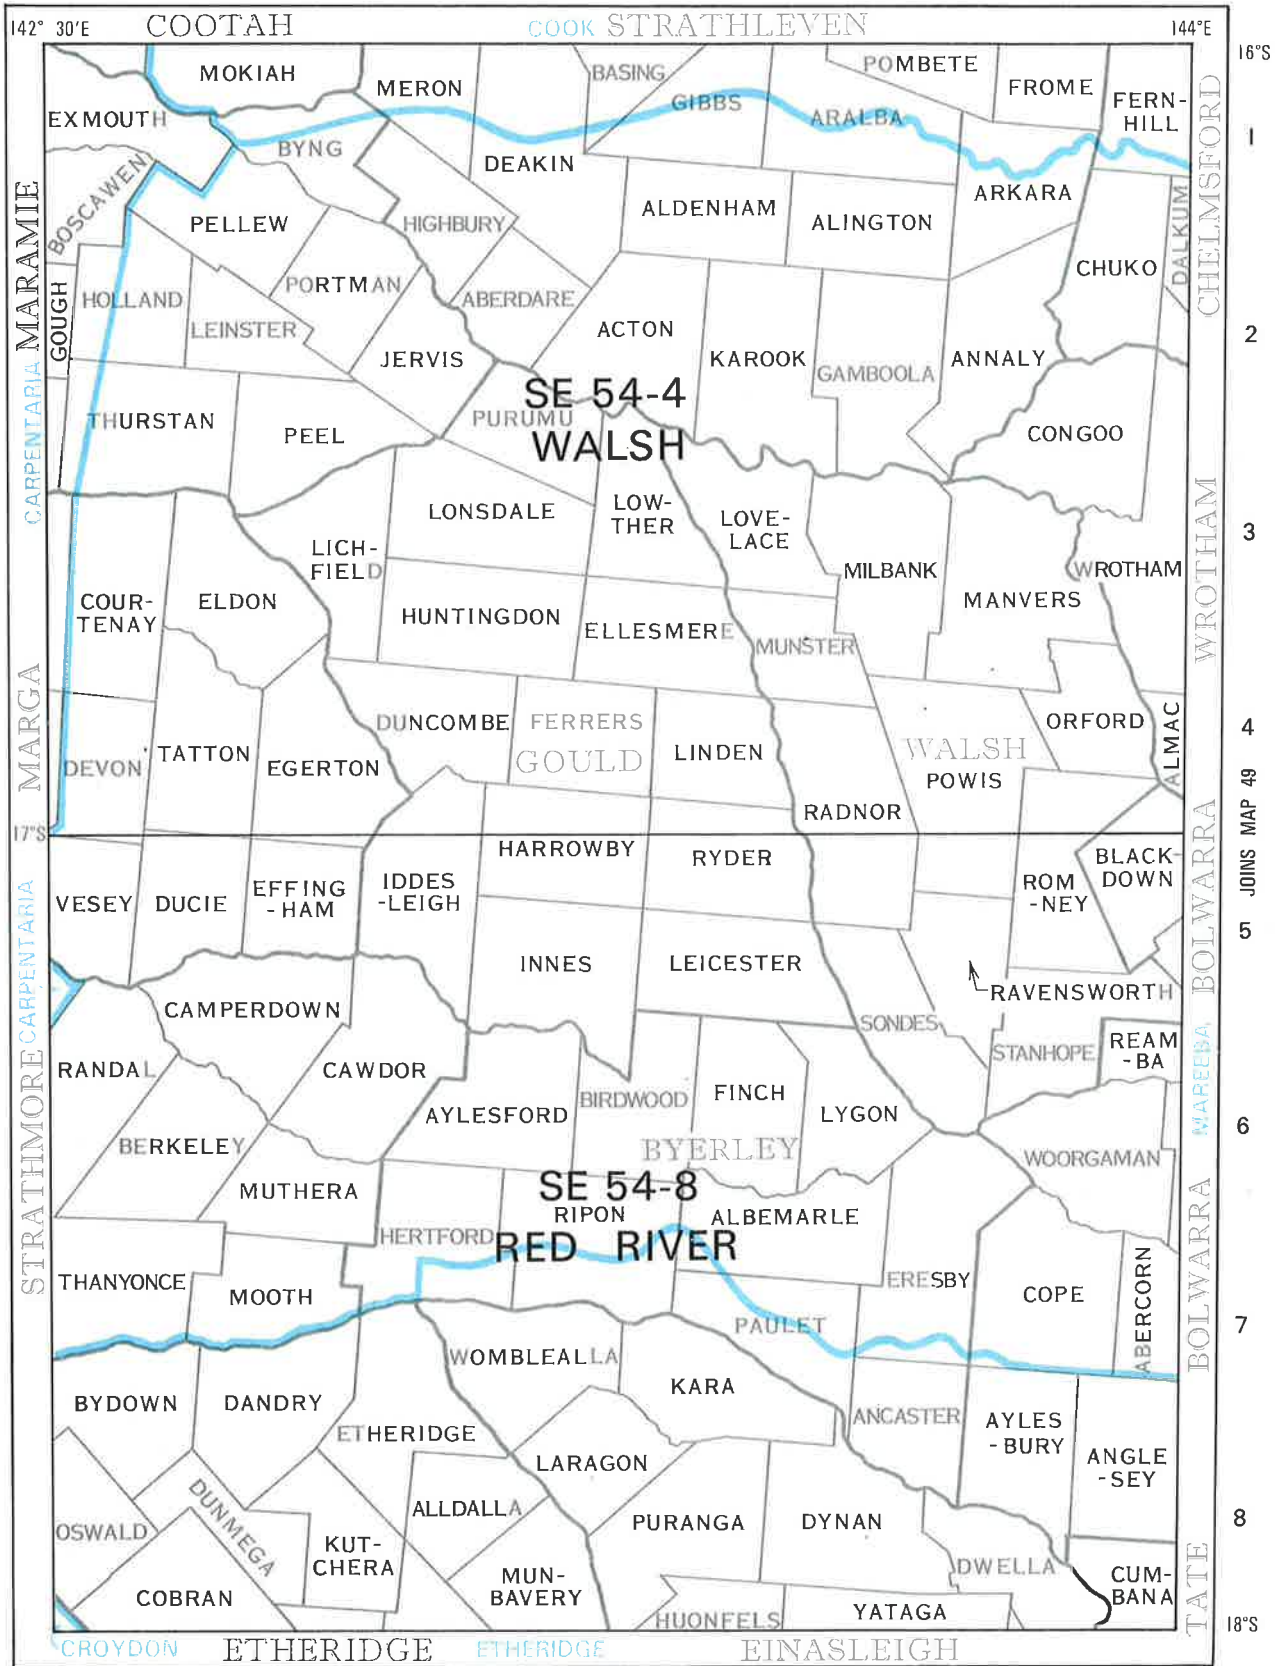 142° 30'E
COOTAH
COOK
STRATHLEVEN
144°E
16°S
MOKIAH
MERON
BASING
POMBETE
FROME
FERN-
HILL
EXMOUTH
GIBBS
ARALBA
BYNG
DEAKIN
1
BOSCAWEN
PELLEW
HIGHBURY
ALDENHAM
ALINGTON
ARKARA
DALKUM
CHELMSFORD
MARAMIE
GOUGH
HOLLAND
PORTMAN
LEINSTER
ABERDARE
CHUKO
JERVIS
ACTON
KAROOK
GAMBOOLA
ANNALY
2
CARPENTARIA
THURSTAN
PEEL
PURUMU
SE 54-4
WALSH
CONGOO
LONSDALE
LOW-
THER
LOVE-
LACE
3
LICH-
FIELD
MILBANK
WROTHAM
WROTHAM
COUR-
TENAY
ELDON
HUNTINGDON
ELLESMERE
MUNSTER
MANVERS
MARGA
DEVON
TATTON
EGERTON
DUNCOMBE
FERRERS
GOULD
LINDEN
WALSH
POWIS
ORFORD
ALMAC
4
RADNOR
17°S
JOINS MAP 49
HARROWBY
RYDER
BLACK-
DOWN
BOLWARRA
VESEY
DUCIE
EFFING
-HAM
IDDES
-LEIGH
ROM
-NEY
5
CARPENTARIA
INNES
LEICESTER
RAVENSWORTH
CAMPERDOWN
SONDES
STANHOPE
REAM
-BA
MAREEBA
STRATHMORE
RANDAL
CAWDOR
AYLESFORD
BIRDWOOD
FINCH
LYGON
6
BERKELEY
BYERLEY
WOORGAMAN
MUTHERA
SE 54-8
RIPON
RED RIVER
ALBEMARLE
HERTFORD
BOLWARRA
THANYONCE
MOOTH
ERESBY
COPE
ABERCORN
7
PAULET
WOMBLEALLA
KARA
BYDOWN
DANDRY
ETHERIDGE
ANCASTER
AYLES
-BURY
LARAGON
ANGLE
-SEY
OSWALD
DUNMEGA
ALLDALLA
PURANGA
DYNAN
8
KUT-
CHERA
DWELLA
COBRAN
MUN-
BAVERY
HUONFELS
YATAGA
CUM-
BANA
TATE
18°S
CROYDON
ETHERIDGE
ETHERIDGE
EINASLEIGH